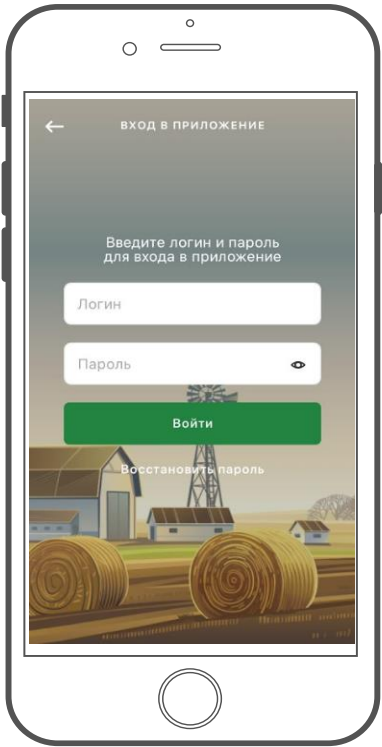 ВХОД В ПРИЛОЖЕНИЕ
Введите логин и пароль
для входа в приложение
Логин
Пароль
Войти
Восстановить пароль